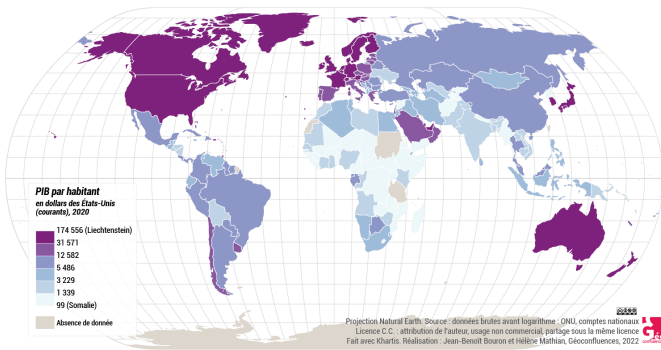 PIB par habitant
en dollars des États-Unis
(courants), 2020
174 556 (Liechtenstein)
31 571
12 582
5 486
3 229
1 339
99 (Somalie)
Absence de donnée
Projection Natural Earth. Source : données brutes avant logarithme : ONU, comptes nationaux
Licence C.C. : attribution de l'auteur, usage non commercial, partage sous la même licence
Fait avec Khartis. Réalisation : Jean-Benoît Bouron et Hélène Mathian, Géoconfluences, 2022